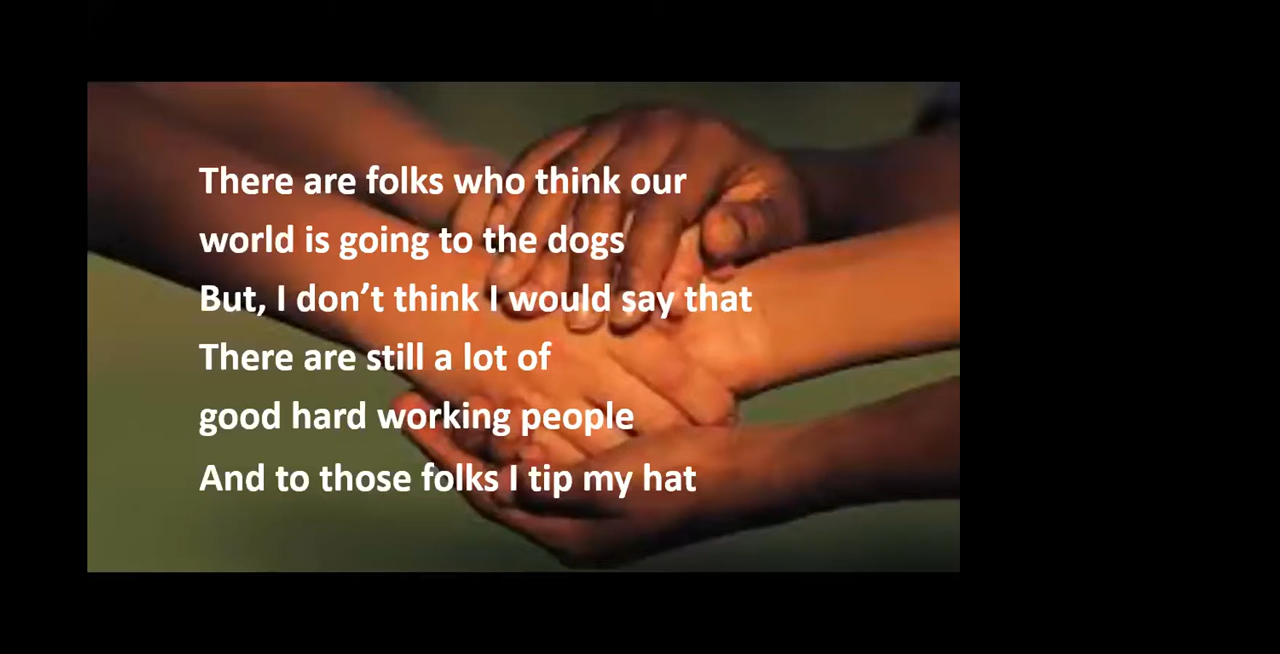 There are folks who think our
world is going to the dogs
But, I don’t think I would say that
There are still a lot of
good hard working people
And to those folks I tip my hat